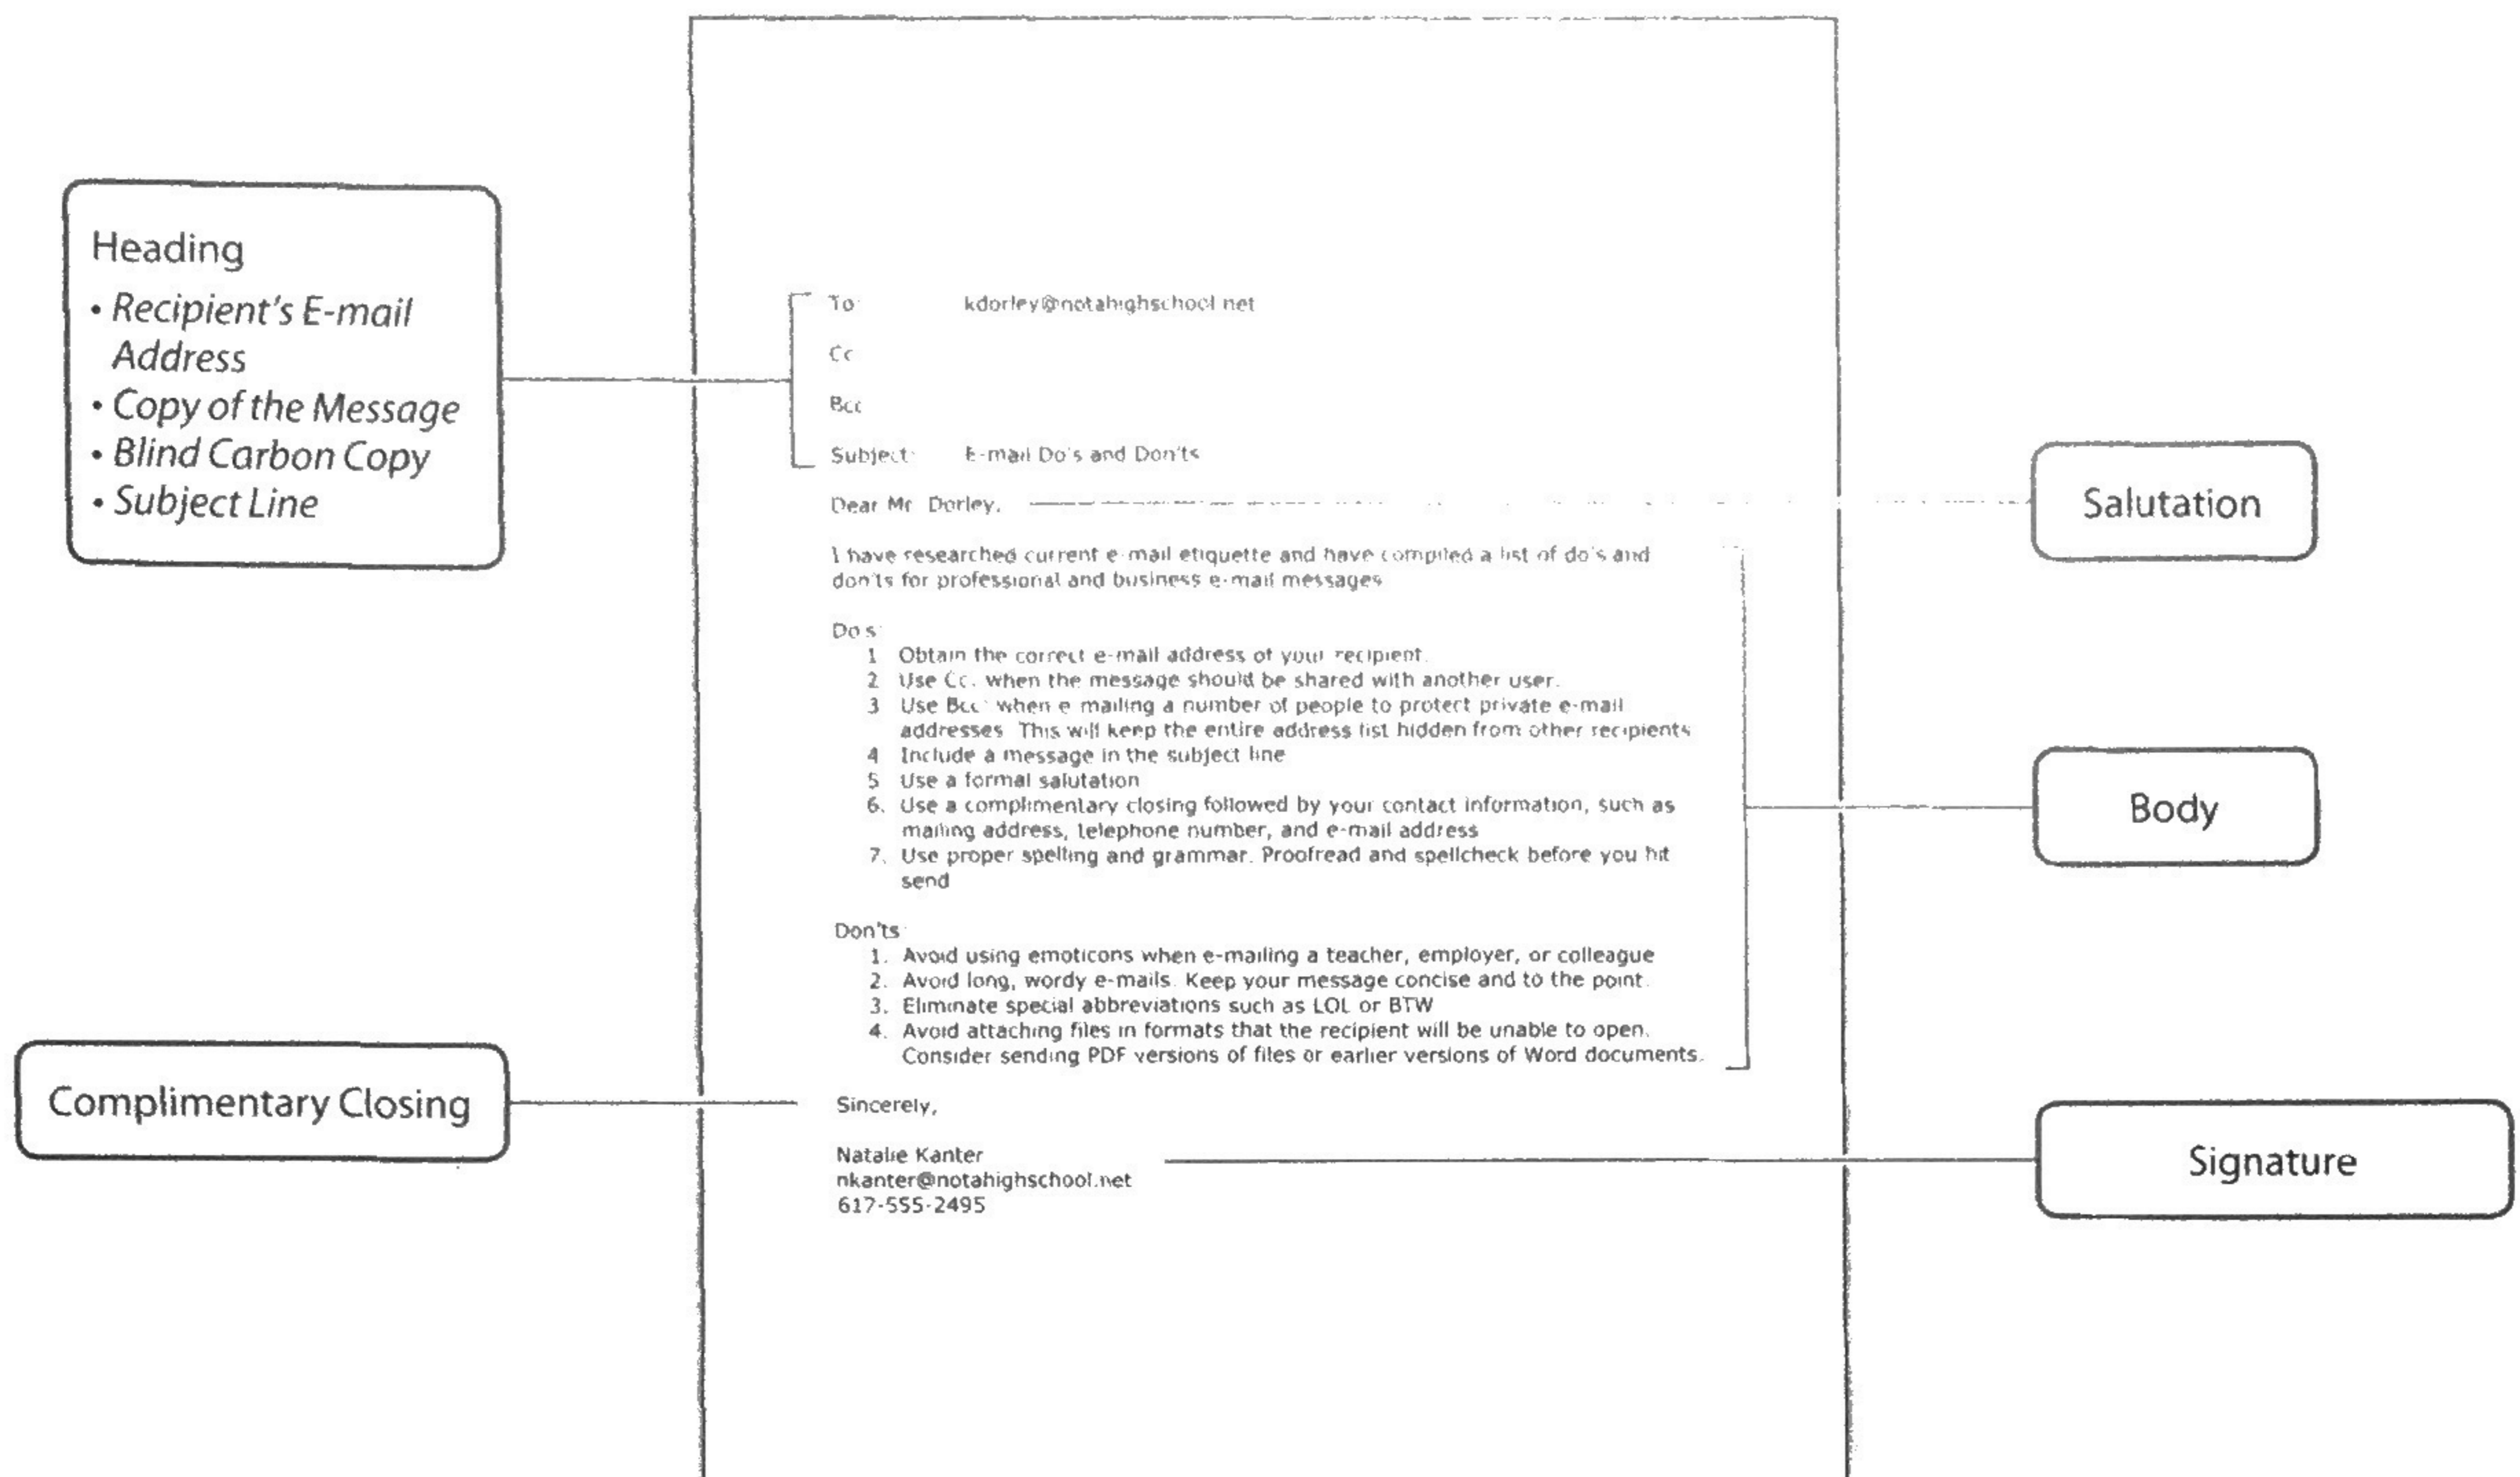 Heading
• Recipient's E-mail
Address
• Copy of the Message
• Blind Carbon Copy
• Subject Line
To: kdorley@notahighschool.net
Cc
Bcc
Subject: E-mail Do's and Don'ts
Dear Mr. Dorley,
Salutation
I have researched current e-mail etiquette and have compiled a list of do's and
don'ts for professional and business e-mail messages
Do's:
1 Obtain the correct e-mail address of your recipient.
2 Use Cc: when the message should be shared with another user.
3 Use Bcc: when e-mailing a number of people to protect private e-mail
addresses. This will keep the entire address list hidden from other recipients
4 Include a message in the subject line
5 Use a formal salutation
6. Use a complimentary closing followed by your contact information, such as
mailing address, telephone number, and e-mail address
7. Use proper spelling and grammar. Proofread and spellcheck before you hit
send
Body
Don'ts:
1. Avoid using emoticons when e-mailing a teacher, employer, or colleague
2. Avoid long, wordy e-mails. Keep your message concise and to the point.
3. Eliminate special abbreviations such as LOL or BTW
4. Avoid attaching files in formats that the recipient will be unable to open.
Consider sending PDF versions of files or earlier versions of Word documents.
Complimentary Closing
Sincerely,
Natalie Kanter
nkanter@notahighschool.net
617-555-2495
Signature